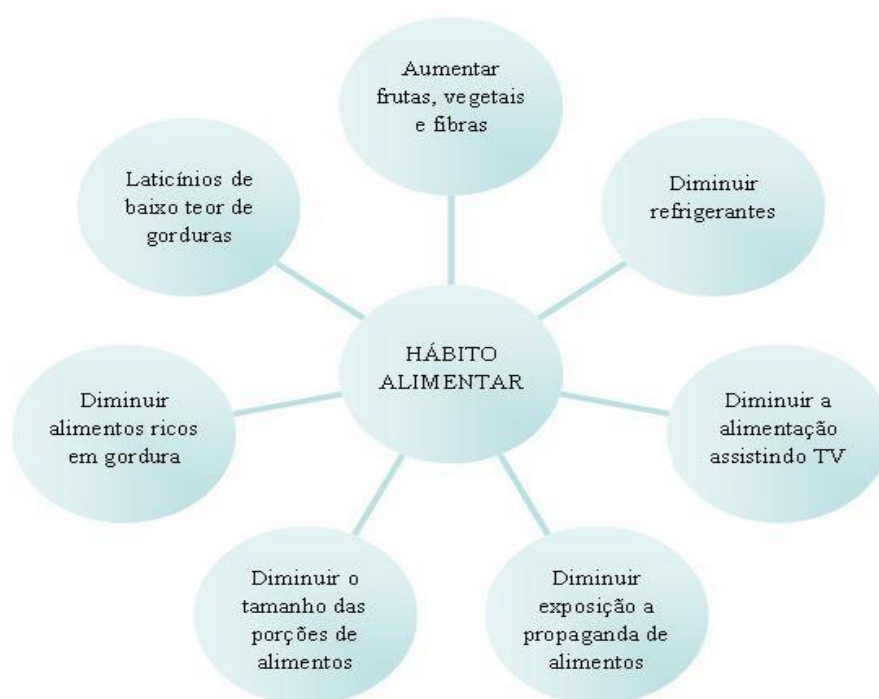 Aumentar
frutas, vegetais
e fibras
Laticínios de
baixo teor de
gorduras
Diminuir
refrigerantes
HÁBITO
ALIMENTAR
Diminuir
alimentos ricos
em gordura
Diminuir a
alimentação
assistindo TV
Diminuir o
tamanho das
porções de
alimentos
Diminuir
exposição a
propaganda de
alimentos